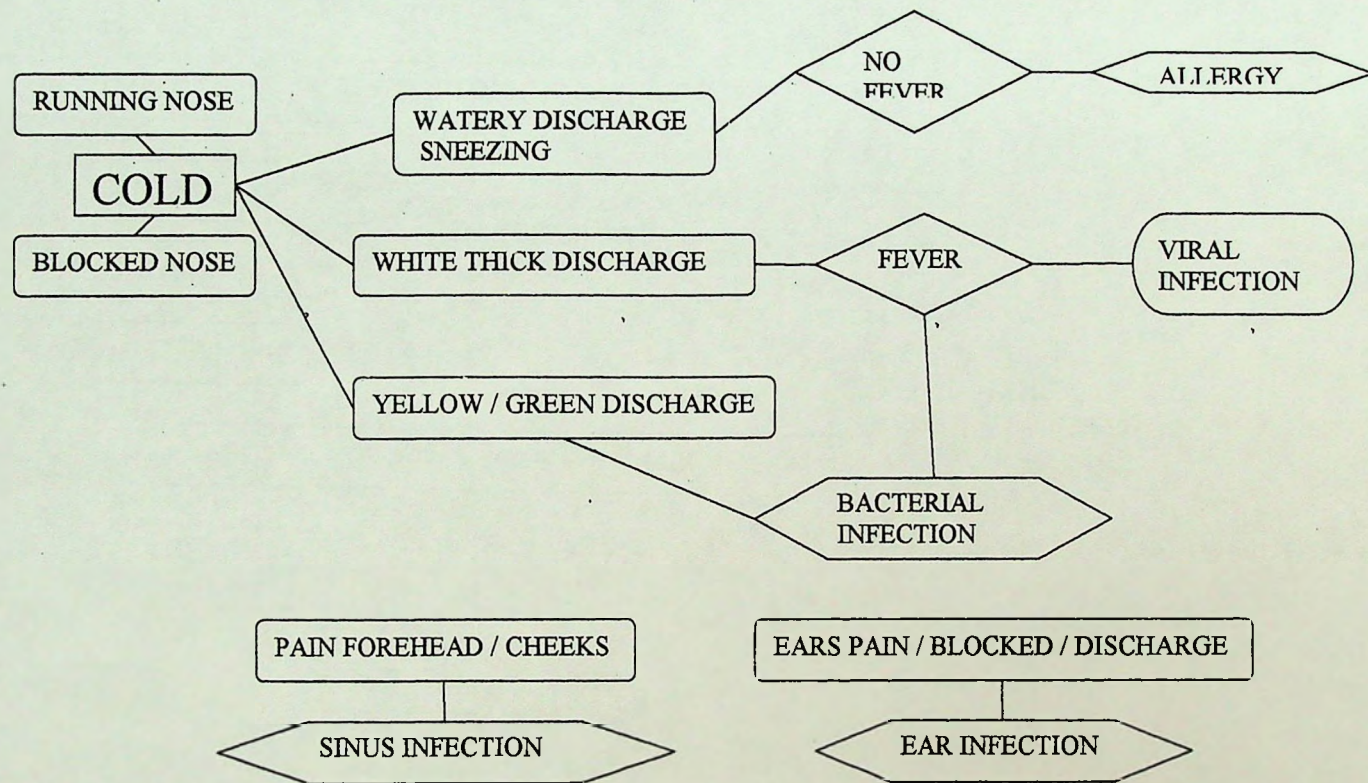 RUNNING NOSE
COLD
BLOCKED NOSE
WATERY DISCHARGE
SNEEZING
NO
FEVER
ALLERGY
WHITE THICK DISCHARGE
FEVER
VIRAL
INFECTION
YELLOW / GREEN DISCHARGE
BACTERIAL
INFECTION
PAIN FOREHEAD / CHEEKS
SINUS INFECTION
EARS PAIN / BLOCKED / DISCHARGE
EAR INFECTION